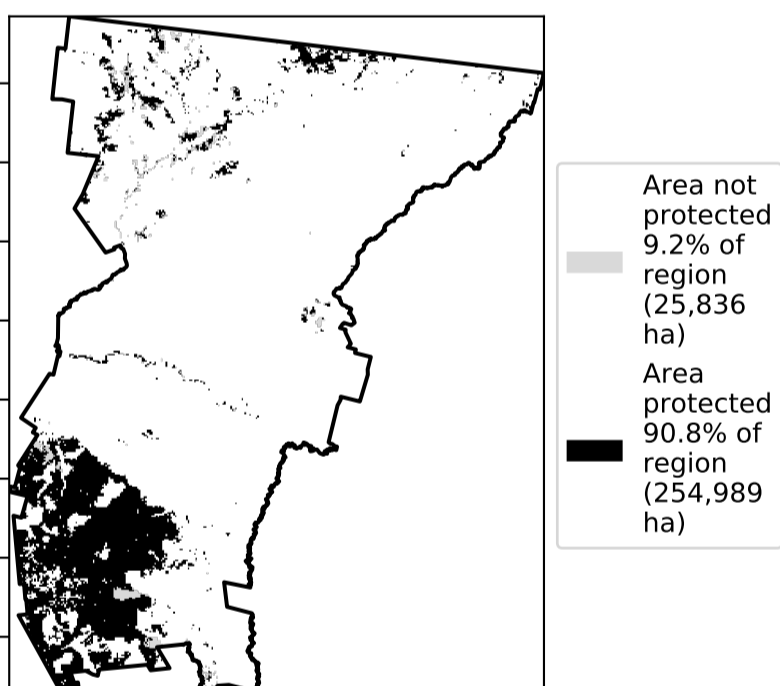 Area not
protected
9.2% of
region
(25,836
ha)
Area
protected
90.8% of
region
(254,989
ha)